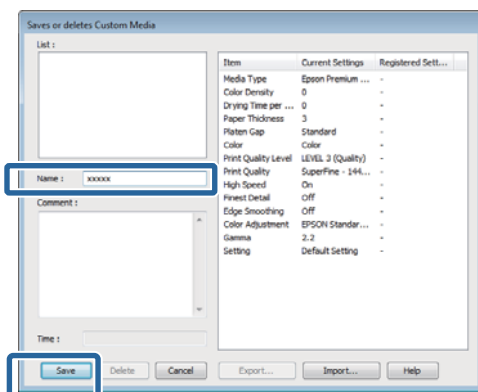 Saves or deletes Custom Media
List :
Item Current Settings Registered Sett...
Media Type Epson Premium ... -
Color Density 0 -
Drying Time per ... 0 -
Paper Thickness 3 -
Platen Gap Standard -
Color Color -
Print Quality Level LEVEL 3 (Quality) -
Print Quality SuperFine - 144... -
High Speed On -
Finest Detail Off -
Edge Smoothing Off -
Color Adjustment EPSON Standar... -
Gamma 2.2 -
Setting Default Setting -
Name : xxxxx
Comment :
Time :
Save Delete Cancel Export... Import... Help